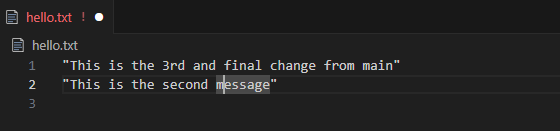 hello.txt !
hello.txt
1 "This is the 3rd and final change from main"
2 "This is the second message"
3